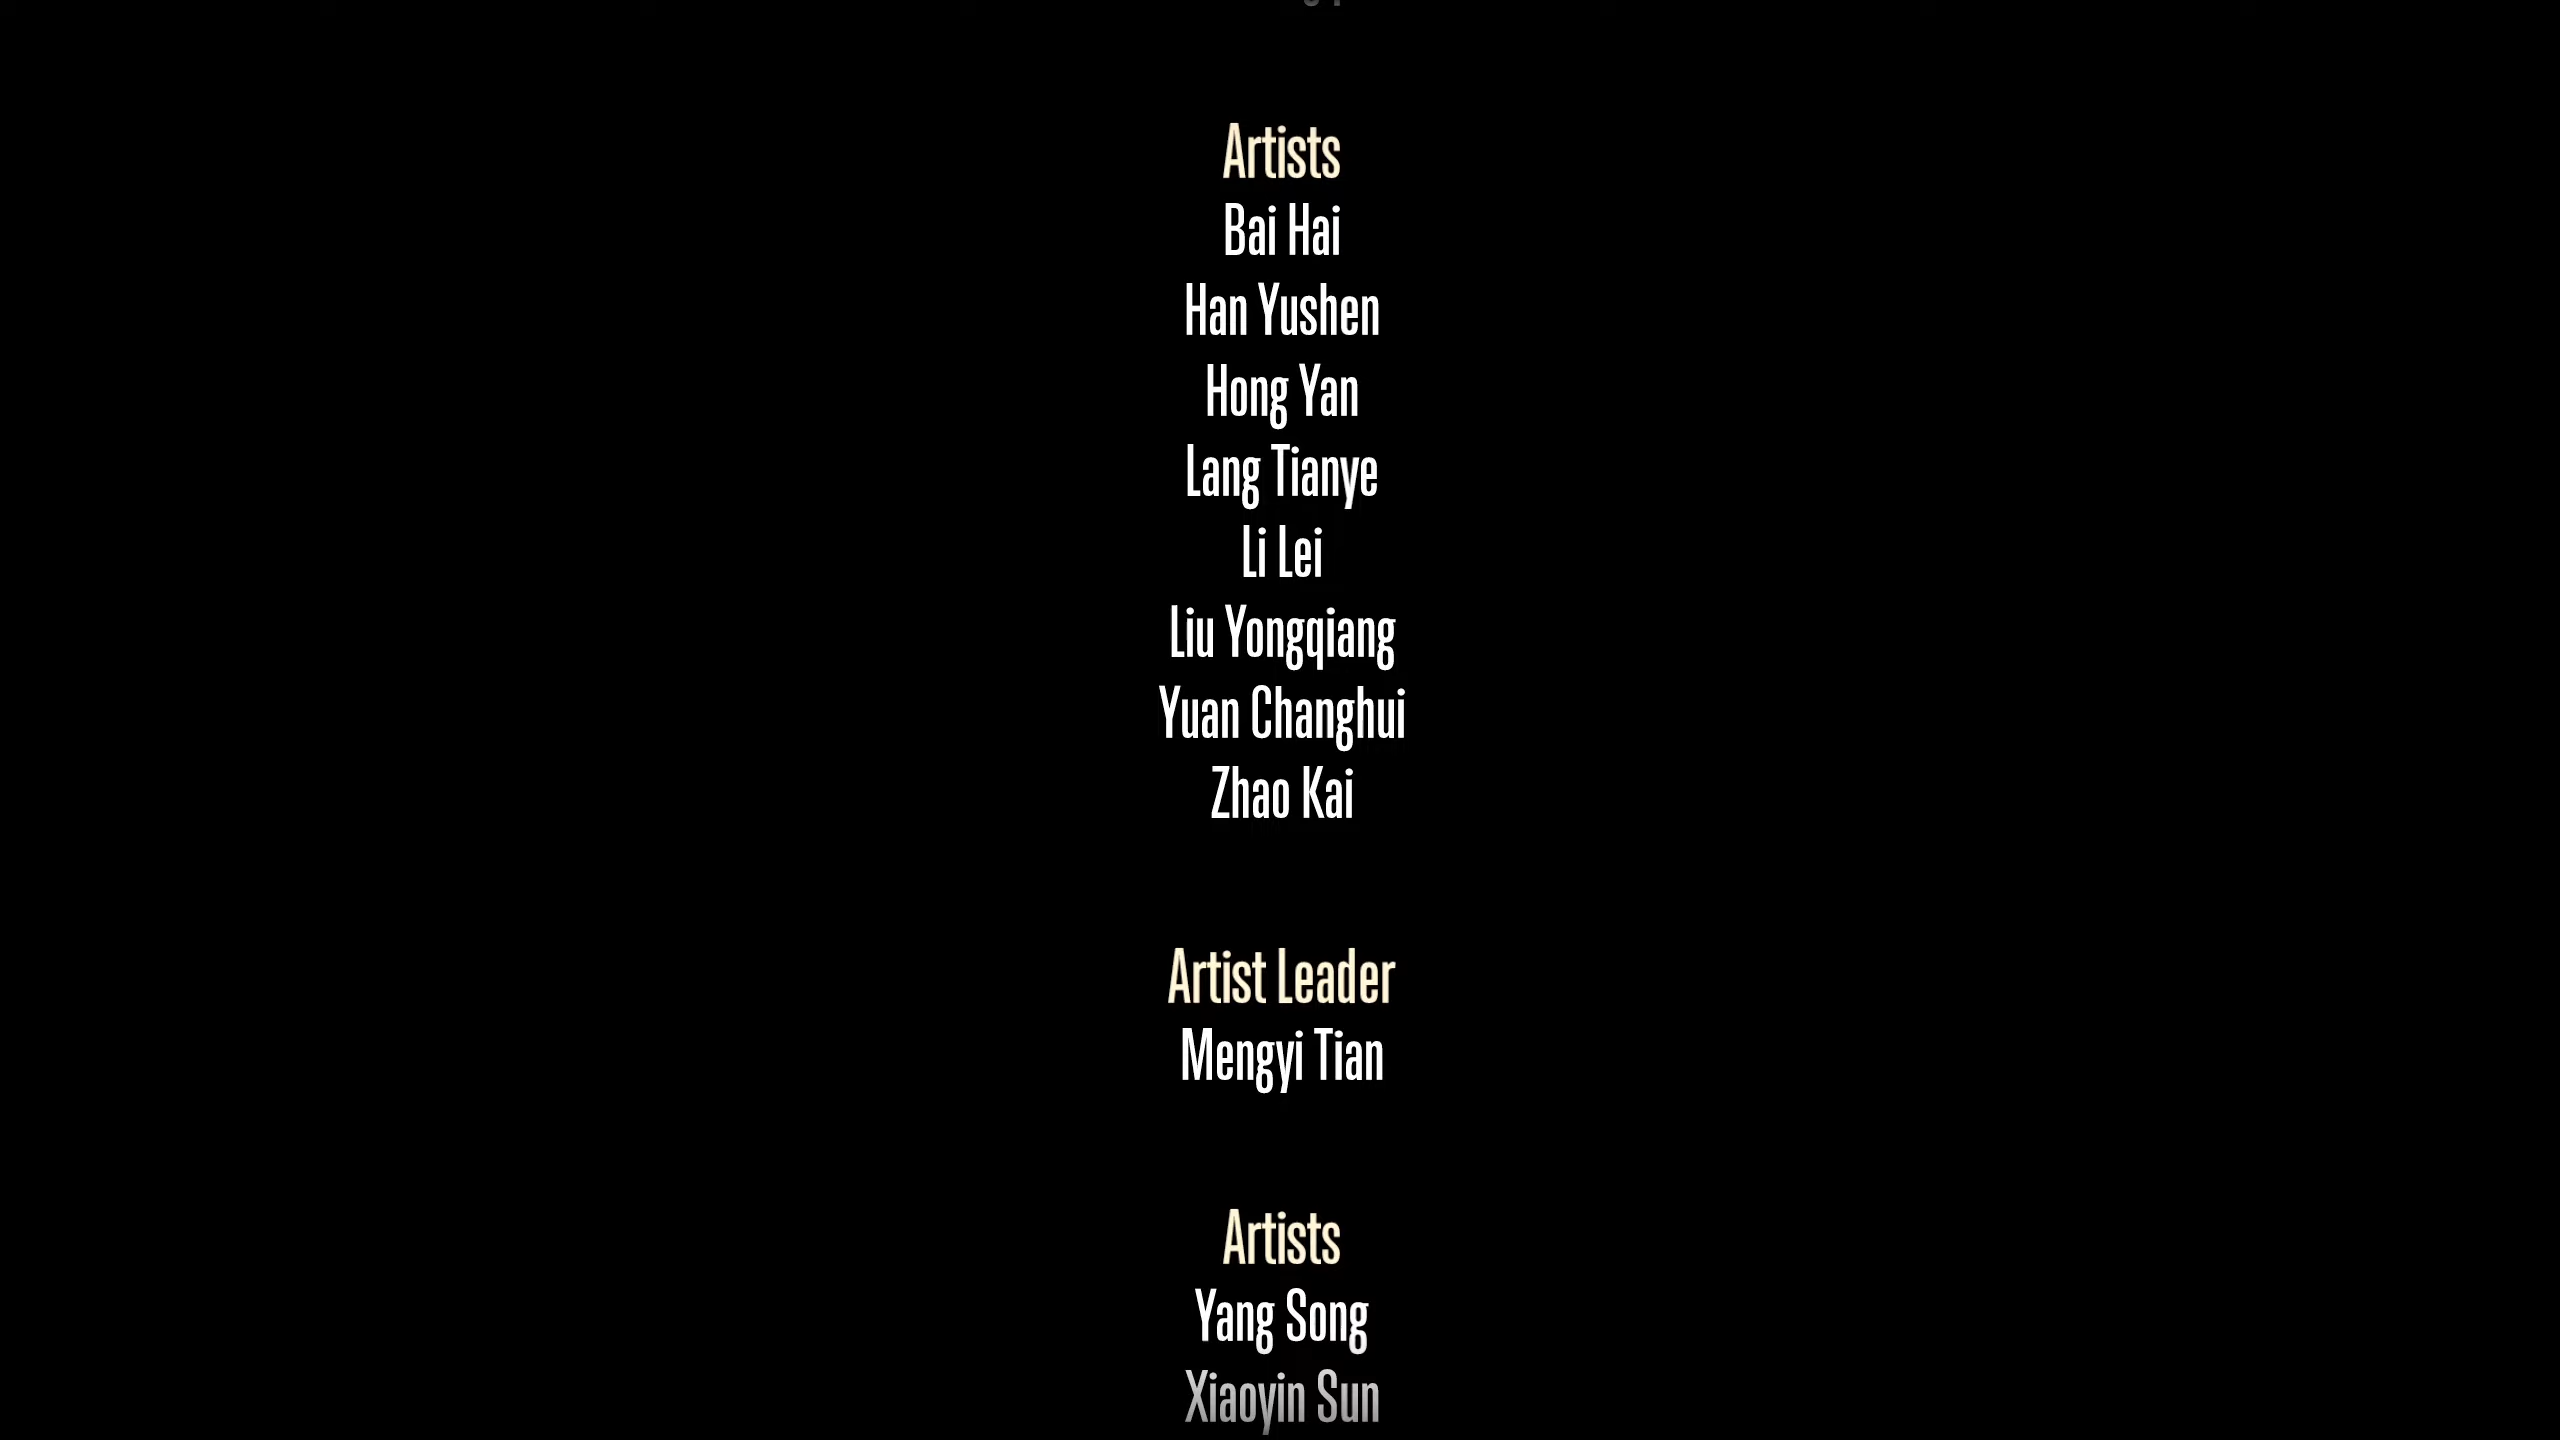 Artists
Bai Hai
Han Yushen
Hong Yan
Lang Tianye
Li Lei
Liu Yongqiang
Yuan Changhui
Zhao Kai
Artist Leader
Mengyi Tian
Artists
Yang Song
Xiaoyin Sun